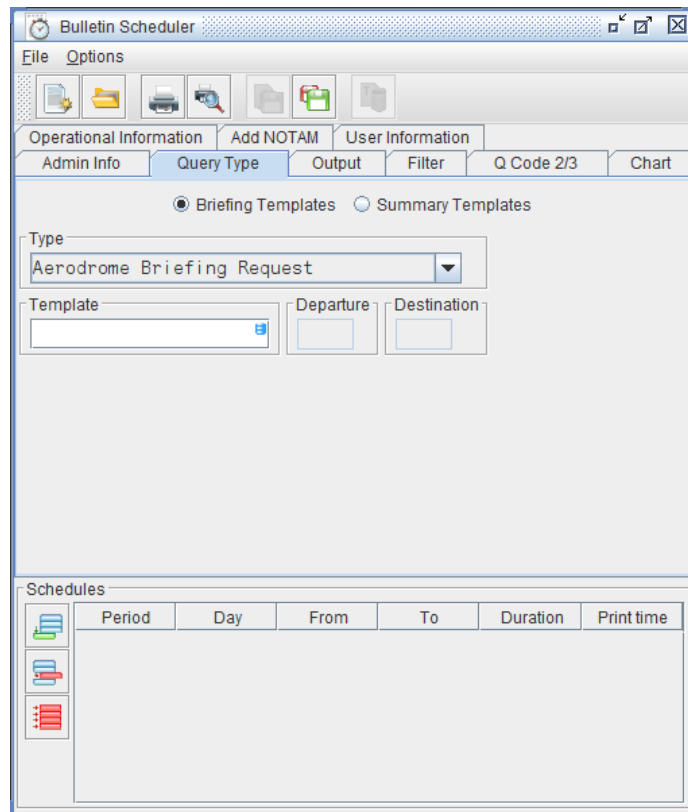 Bulletin Scheduler
File Options
Operational Information Add NOTAM User Information
Admin Info Query Type Output Filter Q Code 2/3 Chart
Briefing Templates Summary Templates
Type
Aerodrome Briefing Request
Template Departure Destination
Schedules
Period Day From To Duration Print time